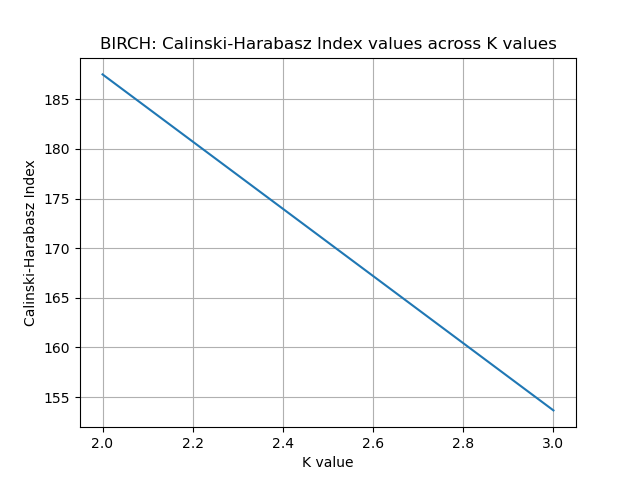 BIRCH: Calinski-Harabasz Index values across K values
Calinski-Harabasz Index
185
180
175
170
165
160
155
2.0 2.2 2.4 2.6 2.8 3.0
K value